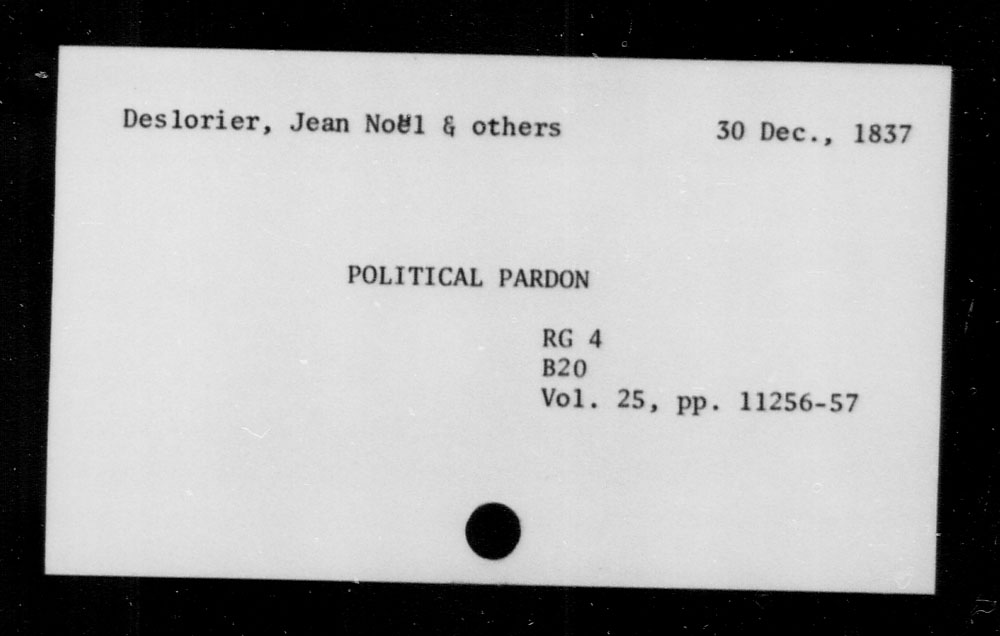 Deslorier, Jean Noël & others 30 Dec., 1837
POLITICAL PARDON
RG 4
B20
Vol. 25, pp. 11256-57